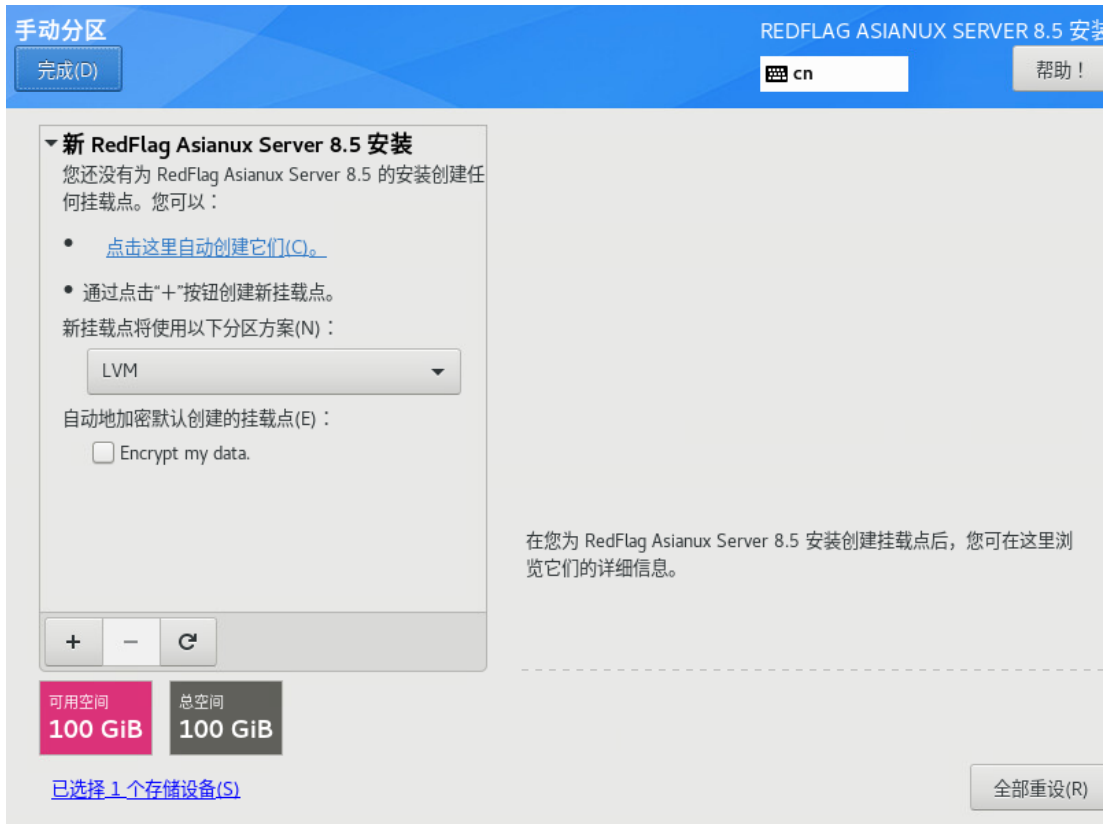 手动分区
REDFLAG ASIANUX SERVER 8.5 安装
完成(D)
cn
帮助！
新 RedFlag Asianux Server 8.5 安装
您还没有为 RedFlag Asianux Server 8.5 的安装创建任
何挂载点。您可以：
• 点击这里自动创建它们(C)。
• 通过点击“＋”按钮创建新挂载点。
新挂载点将使用以下分区方案(N)：
LVM
自动地加密默认创建的挂载点(E)：
Encrypt my data.
在您为 RedFlag Asianux Server 8.5 安装创建挂载点后，您可在这里浏
览它们的详细信息。
+ −
可用空间
100 GiB
总空间
100 GiB
已选择 1 个存储设备(S)
全部重设(R)